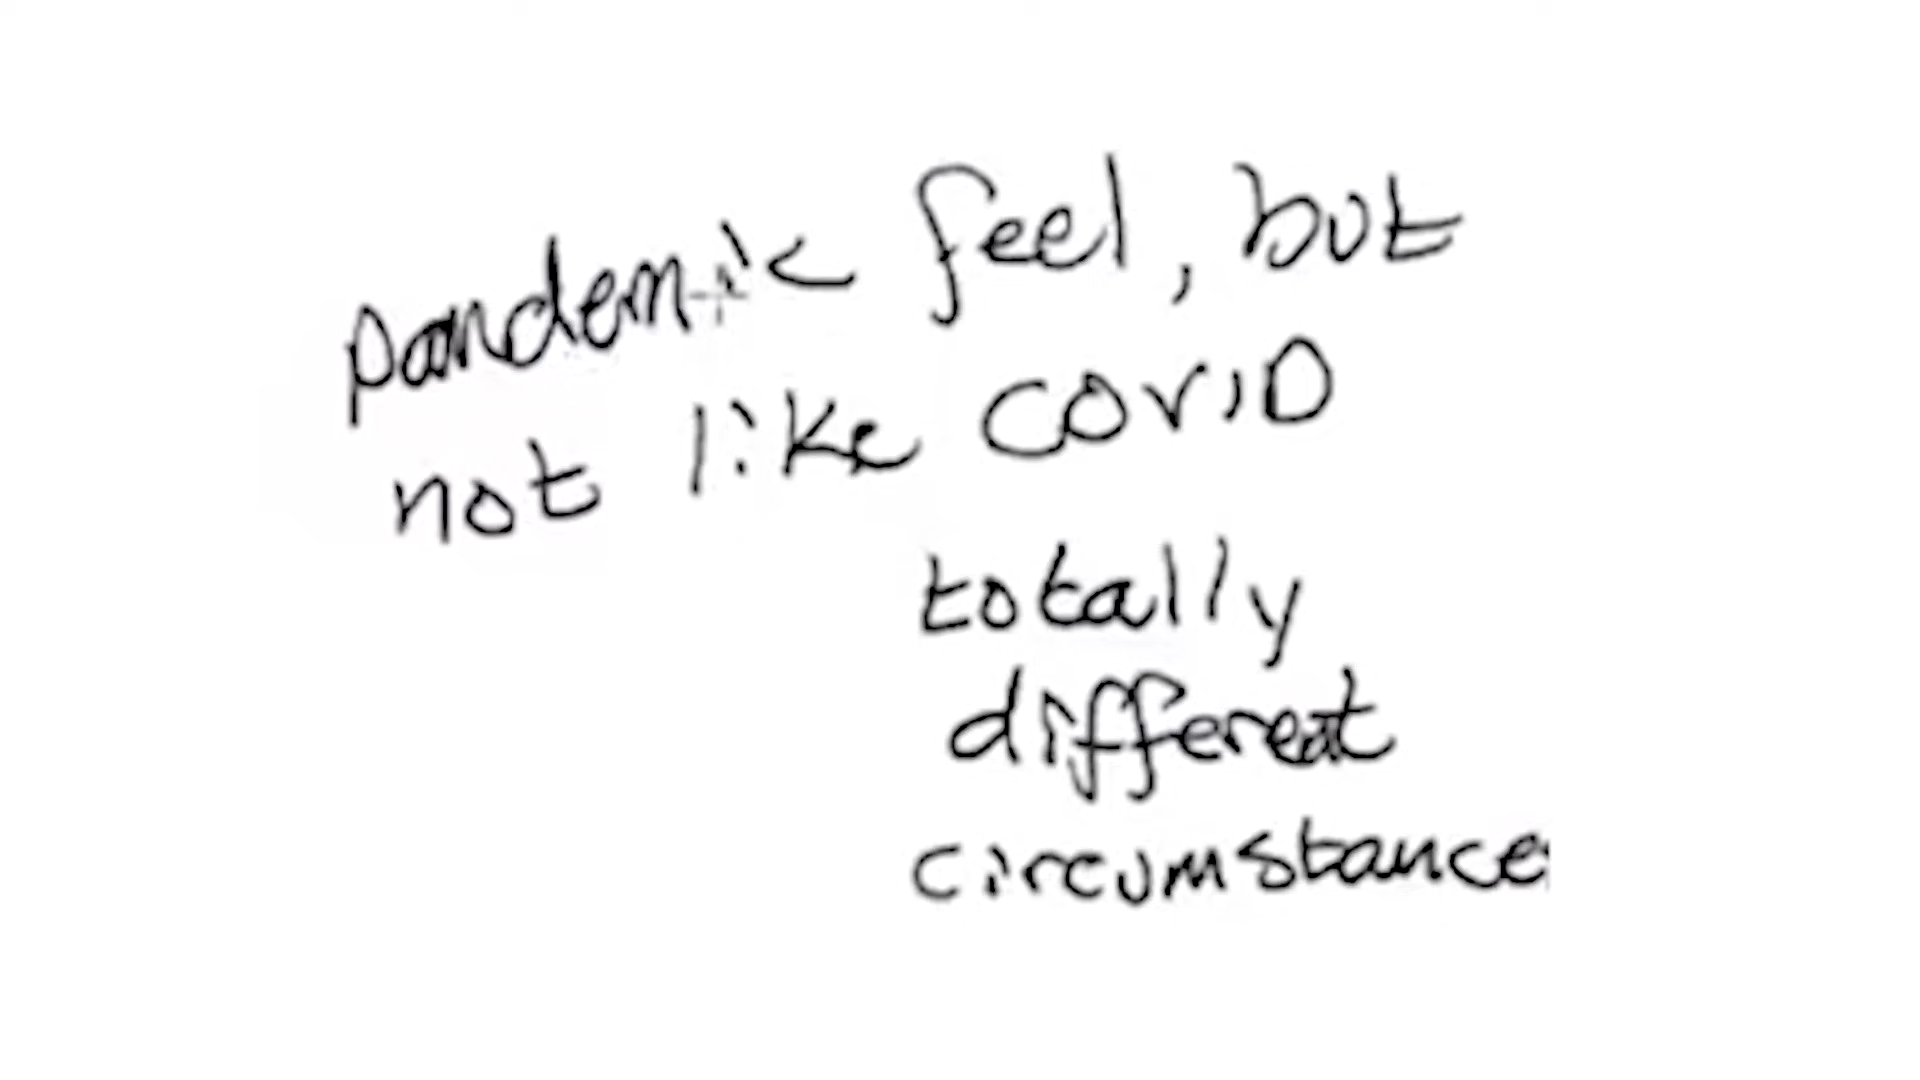 pandemic feel, but
not like COVID
totally
different
circumstance